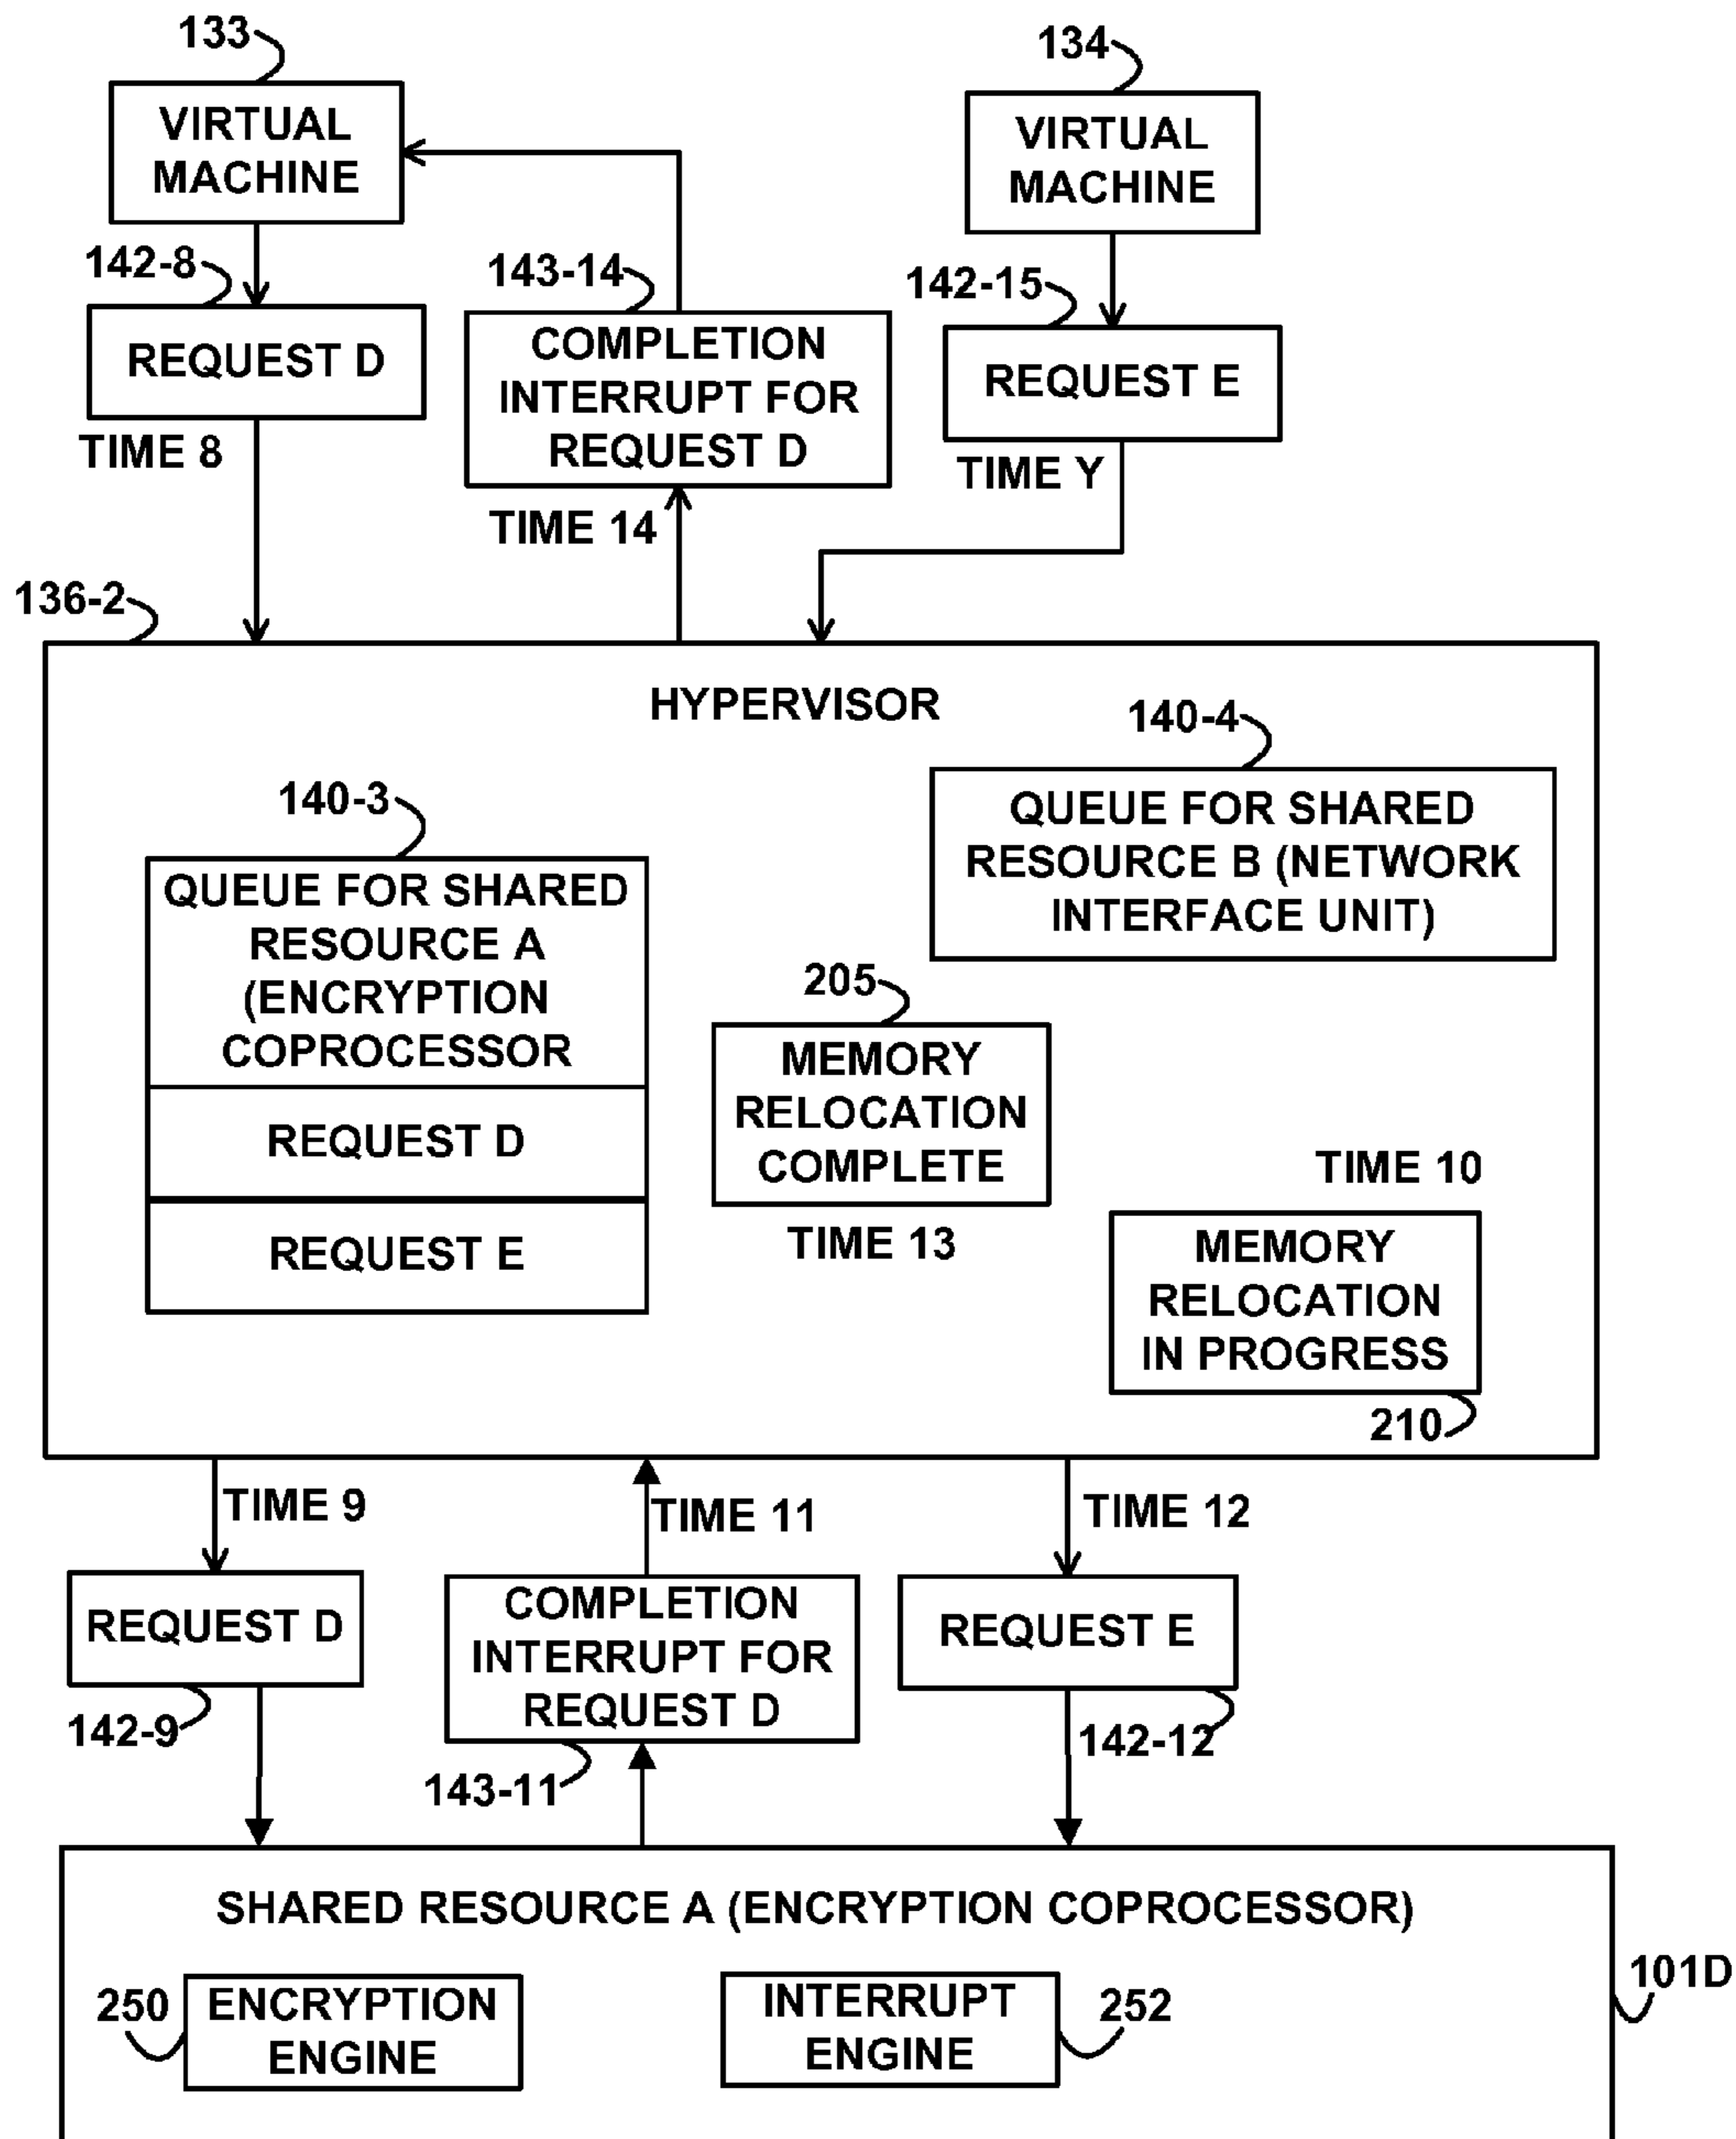 133
VIRTUAL
MACHINE
134
VIRTUAL
MACHINE
142-8
REQUEST D
TIME 8
143-14
COMPLETION
INTERRUPT FOR
REQUEST D
TIME 14
142-15
REQUEST E
TIME Y
136-2
HYPERVISOR
140-3
QUEUE FOR SHARED
RESOURCE A
(ENCRYPTION
COPROCESSOR
REQUEST D
REQUEST E
140-4
QUEUE FOR SHARED
RESOURCE B (NETWORK
INTERFACE UNIT)
205
MEMORY
RELOCATION
COMPLETE
TIME 13
TIME 10
MEMORY
RELOCATION
IN PROGRESS
210
TIME 9
REQUEST D
142-9
TIME 11
COMPLETION
INTERRUPT FOR
REQUEST D
143-11
TIME 12
REQUEST E
142-12
SHARED RESOURCE A (ENCRYPTION COPROCESSOR)
101D
250
ENCRYPTION
ENGINE
INTERRUPT
ENGINE
252